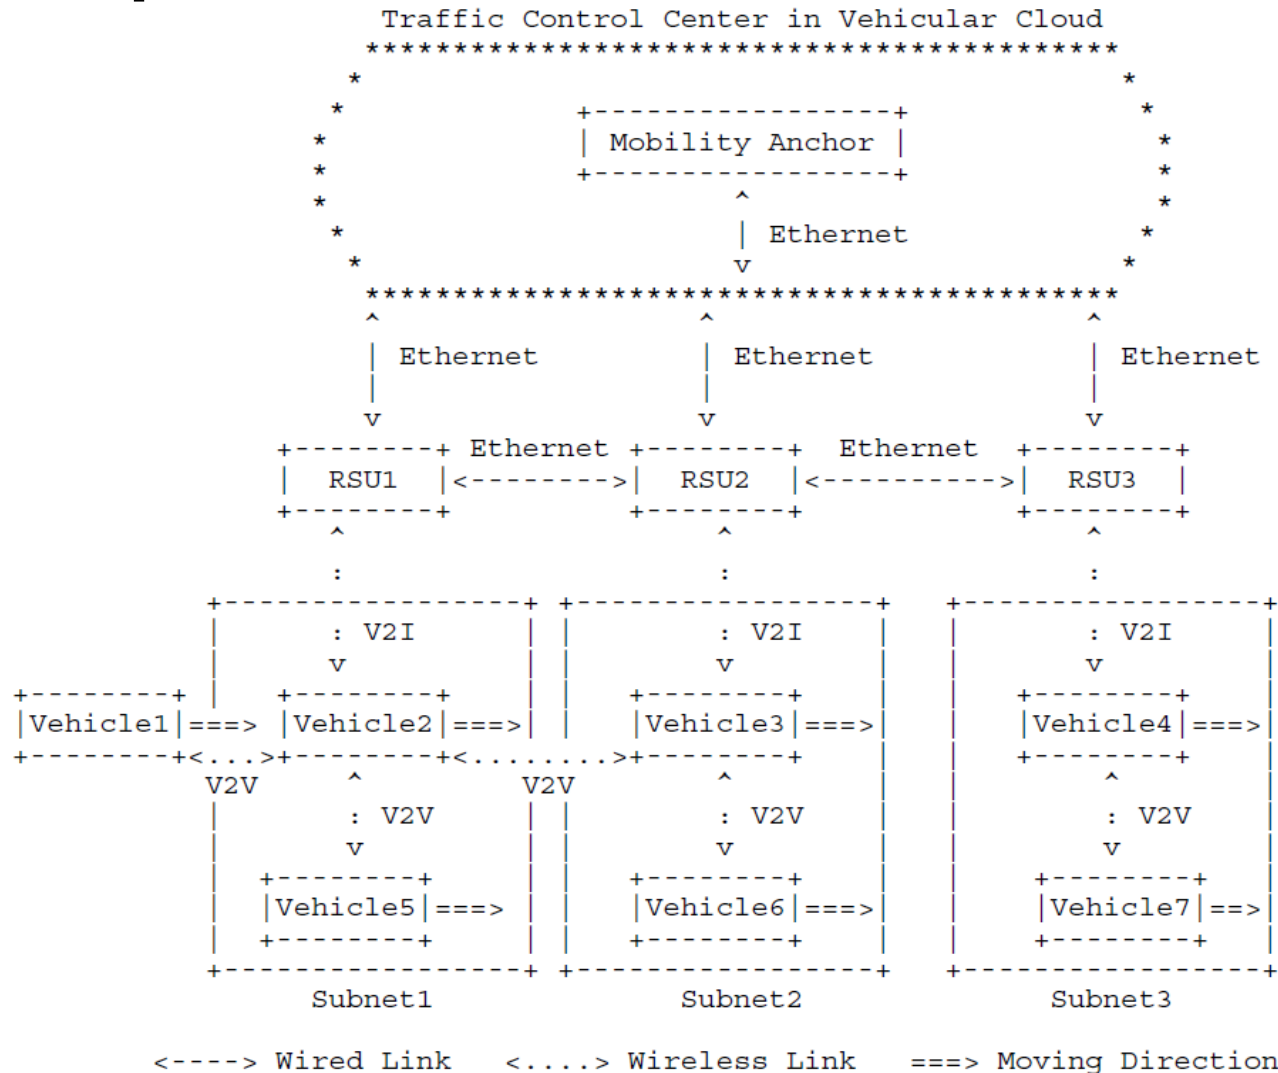 Traffic Control Center in Vehicular Cloud
Mobility Anchor
Ethernet
Ethernet Ethernet Ethernet
Ethernet Ethernet
RSU1 RSU2 RSU3
V2I V2I V2I
Vehicle1 ===> Vehicle2 ===> Vehicle3 ===> Vehicle4 ===>
V2V V2V
V2V V2V V2V
Vehicle5 ===> Vehicle6 ===> Vehicle7 ==>
Subnet1 Subnet2 Subnet3
<----> Wired Link <....> Wireless Link ===> Moving Direction